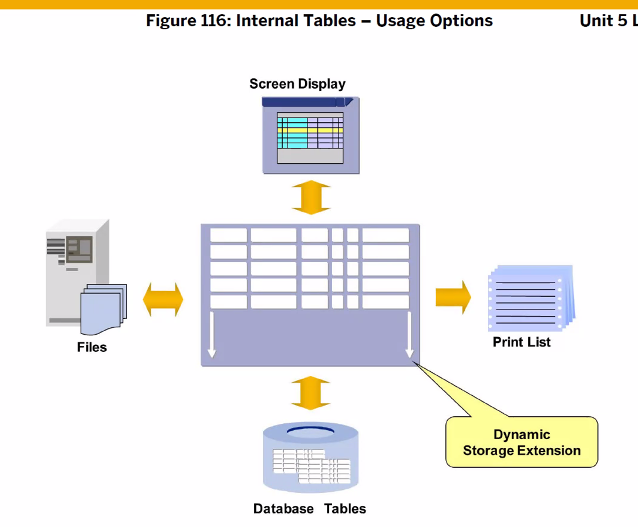 Figure 116: Internal Tables – Usage Options
Unit 5 L
Screen Display
Files
Print List
Dynamic
Storage Extension
Database Tables